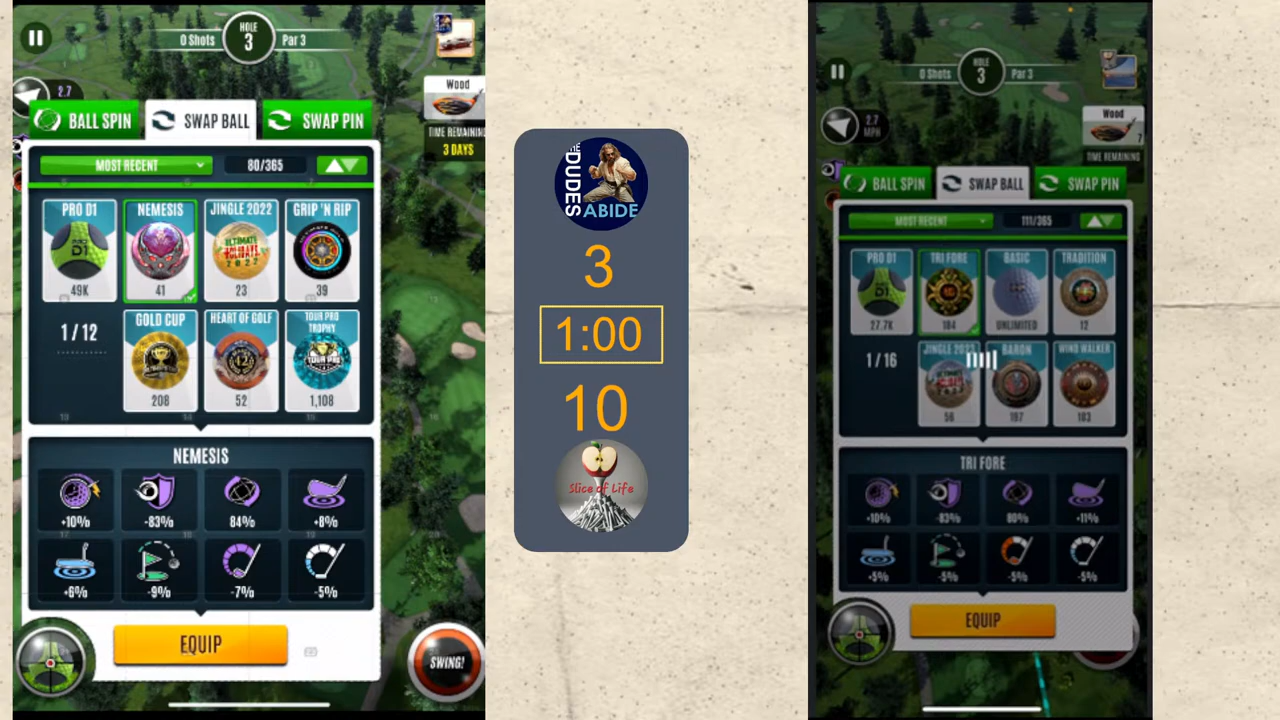 HOLE
3
0 Shots
Par 3
2.7
Wood
TIME REMAINING
3 DAYS
BALL SPIN
SWAP BALL
SWAP PIN
MOST RECENT
80/365
PRO D1
NEMESIS
JINGLE 2022
GRIP 'N RIP
49K
41
23
39
1 / 12
GOLD CUP
HEART OF GOLF
TOUR PRO
TROPHY
208
52
1,108
NEMESIS
+10%
-83%
84%
+8%
+6%
-9%
-7%
-5%
EQUIP
SWING!
THE
DUDES
ABIDE
3
1:00
10
Slice of Life
HOLE
3
0 Shots
Par 3
2.7
MPH
Wood
7
TIME REMAINING
BALL SPIN
SWAP BALL
SWAP PIN
MOST RECENT
111/365
PRO D1
TRI FORE
BASIC
TRADITION
27.7K
184
UNLIMITED
12
1 / 16
JINGLE 2023
BARON
WIND WALKER
56
197
103
TRI FORE
+10%
-83%
80%
+11%
+5%
-5%
-5%
-5%
EQUIP